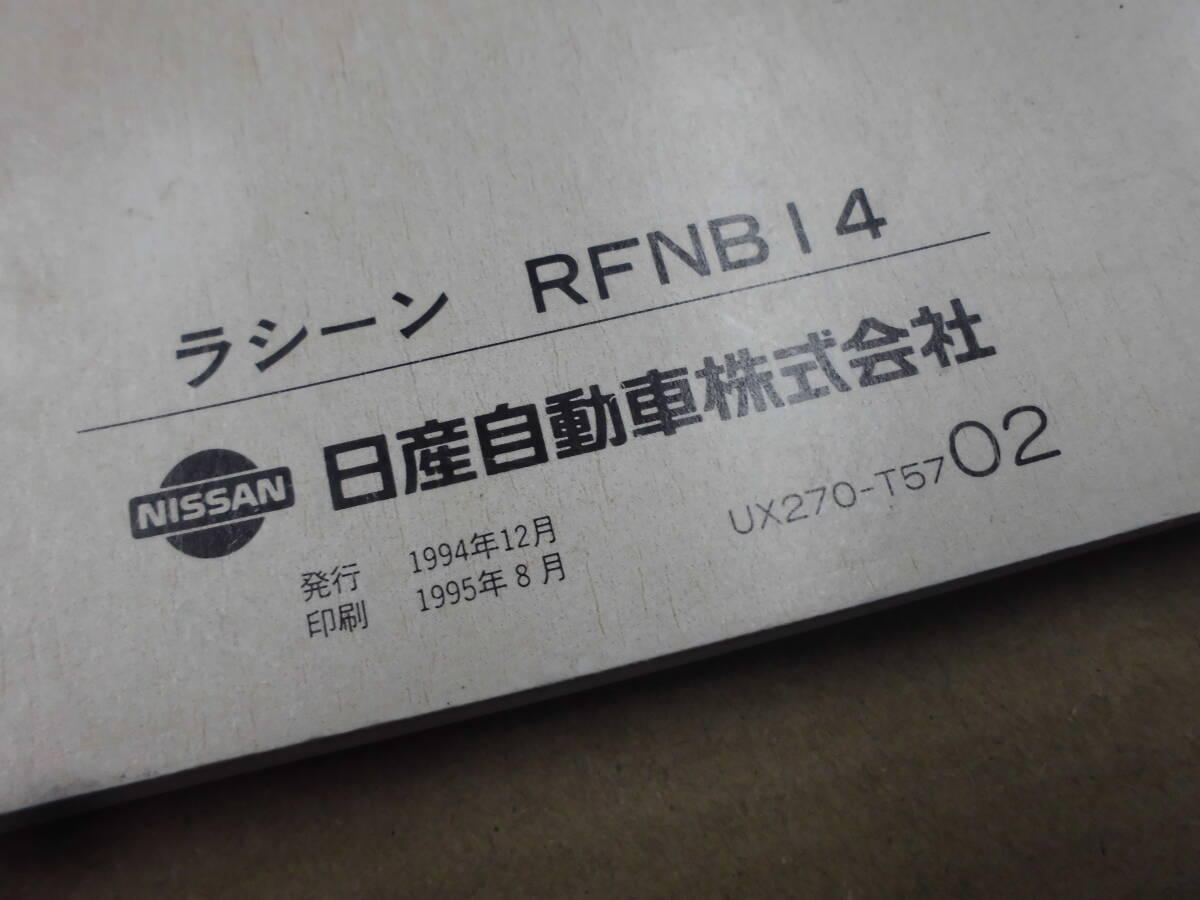 ラシーン RFNB14
NISSAN 日産自動車株式会社
発行 1994年12月
印刷 1995年8月
UX270-T5702